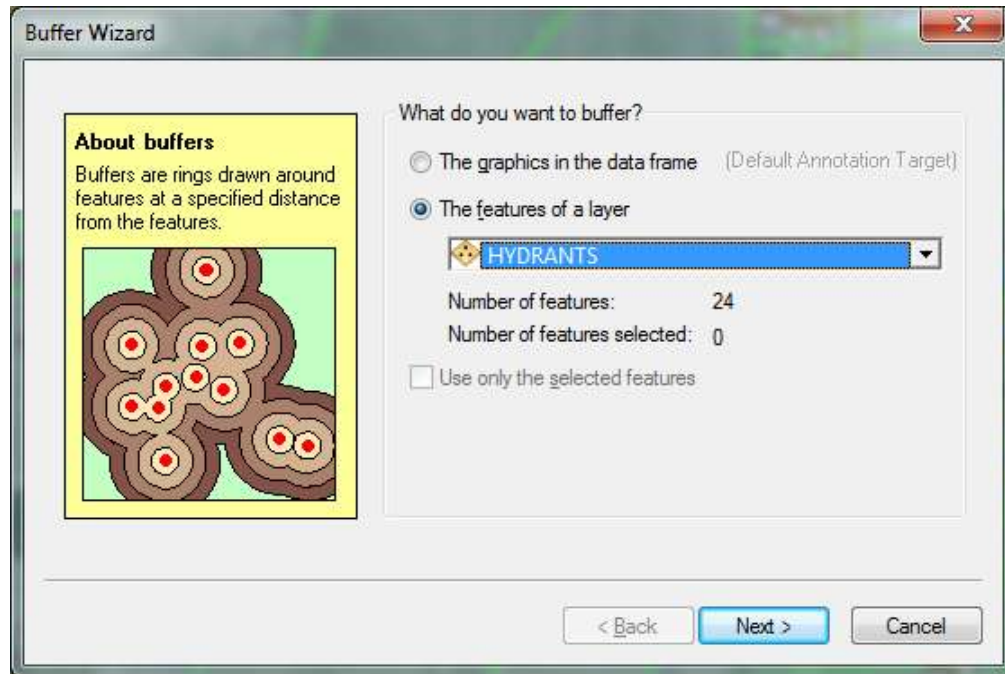 Buffer Wizard
About buffers
Buffers are rings drawn around
features at a specified distance
from the features.
What do you want to buffer?
The graphics in the data frame (Default Annotation Target)
The features of a layer
HYDRANTS
Number of features: 24
Number of features selected: 0
Use only the selected features
< Back Next > Cancel